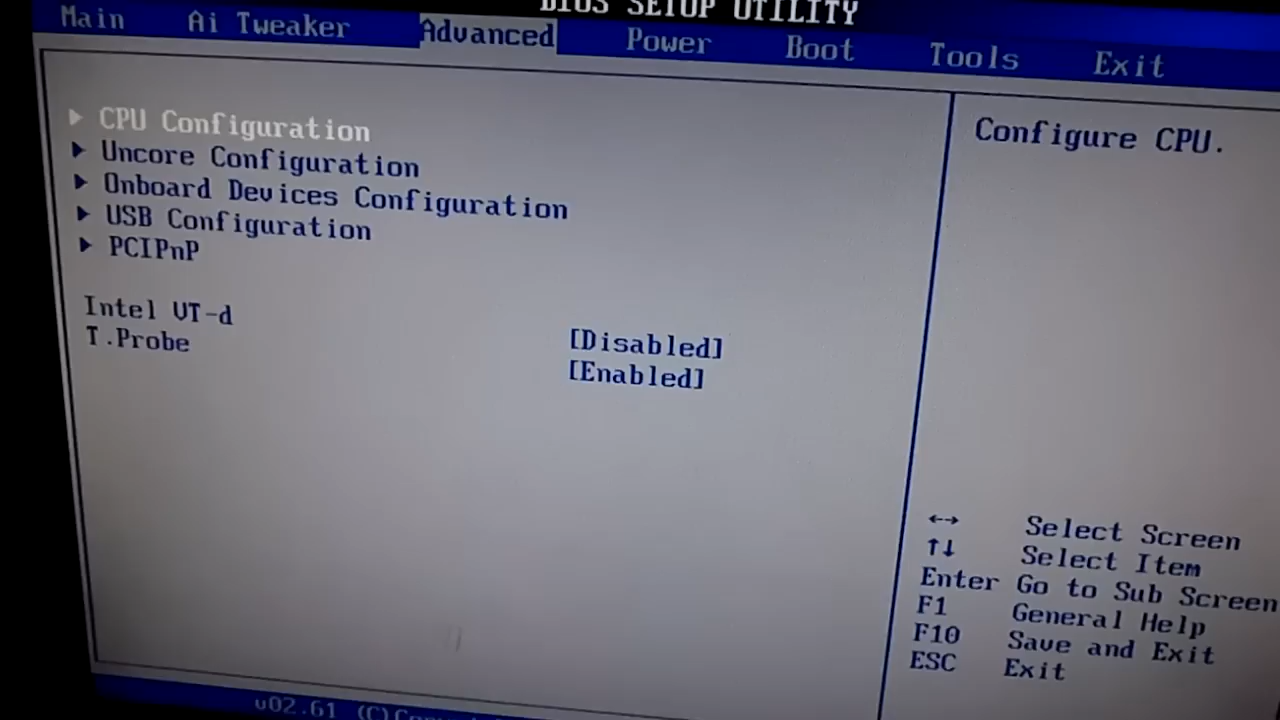 BIOS SETUP UTILITY
Main Ai Tweaker Advanced Power Boot Tools Exit
CPU Configuration
Uncore Configuration
Onboard Devices Configuration
USB Configuration
PCIPnP
Intel VT-d [Disabled]
T.Probe [Enabled]
Configure CPU.
←→ Select Screen
↑↓ Select Item
Enter Go to Sub Screen
F1 General Help
F10 Save and Exit
ESC Exit
v02.61 (C)